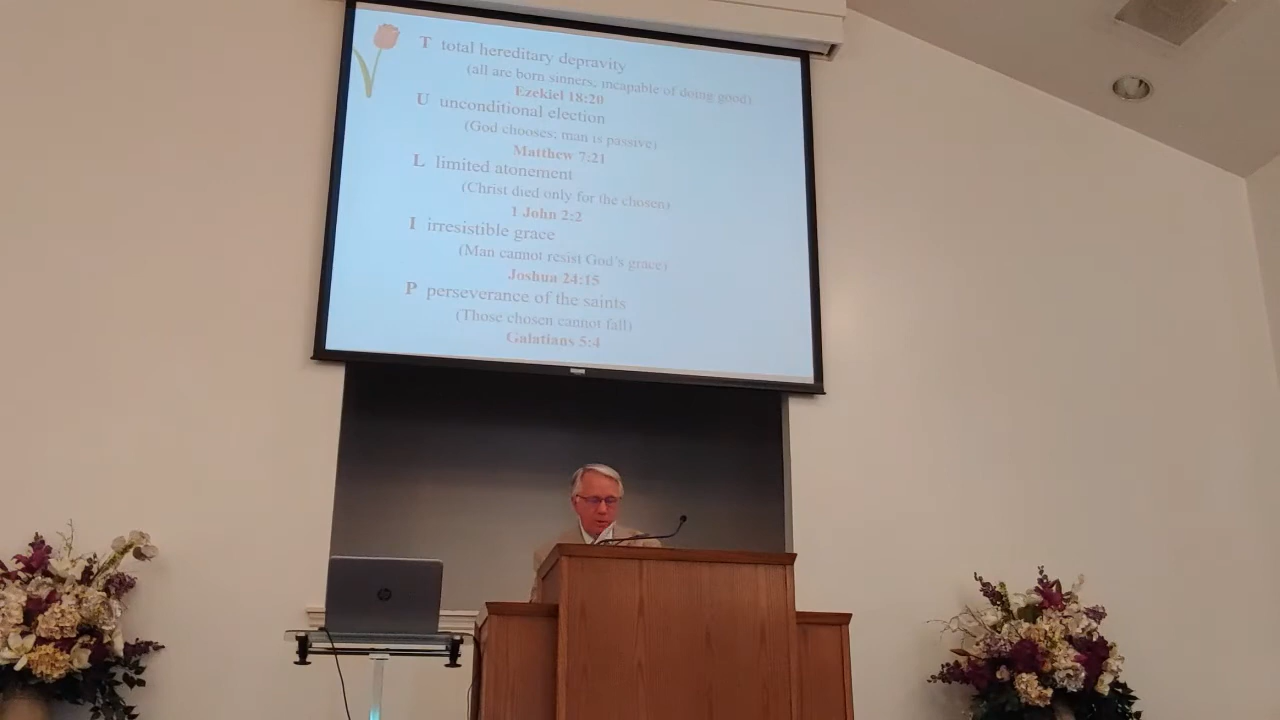 T total hereditary depravity
(all are born sinners, incapable of doing good)
Ezekiel 18:20
U unconditional election
(God chooses; man is passive)
Matthew 7:21
L limited atonement
(Christ died only for the chosen)
1 John 2:2
I irresistible grace
(Man cannot resist God's grace)
Joshua 24:15
P perseverance of the saints
(Those chosen cannot fall)
Galatians 5:4
hp